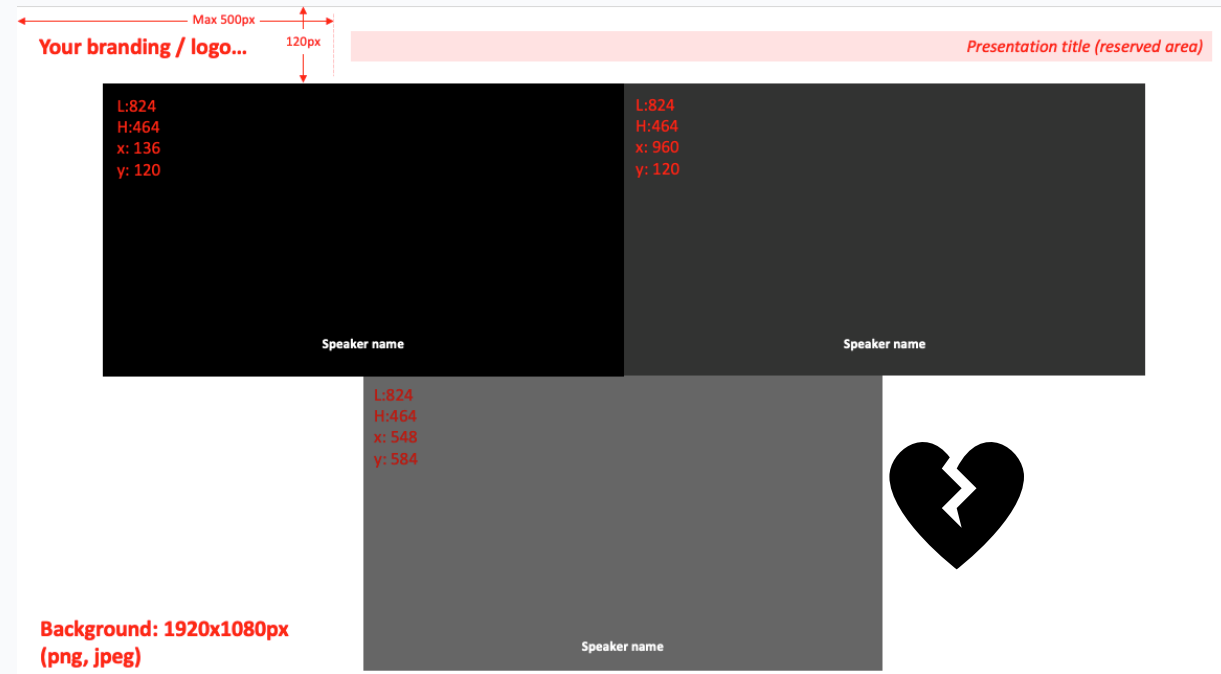 Max 500px
120px
Your branding / logo...
Presentation title (reserved area)
L:824
H:464
x: 136
y: 120
Speaker name
L:824
H:464
x: 960
y: 120
Speaker name
L:824
H:464
x: 548
y: 584
Speaker name
Background: 1920x1080px
(png, jpeg)